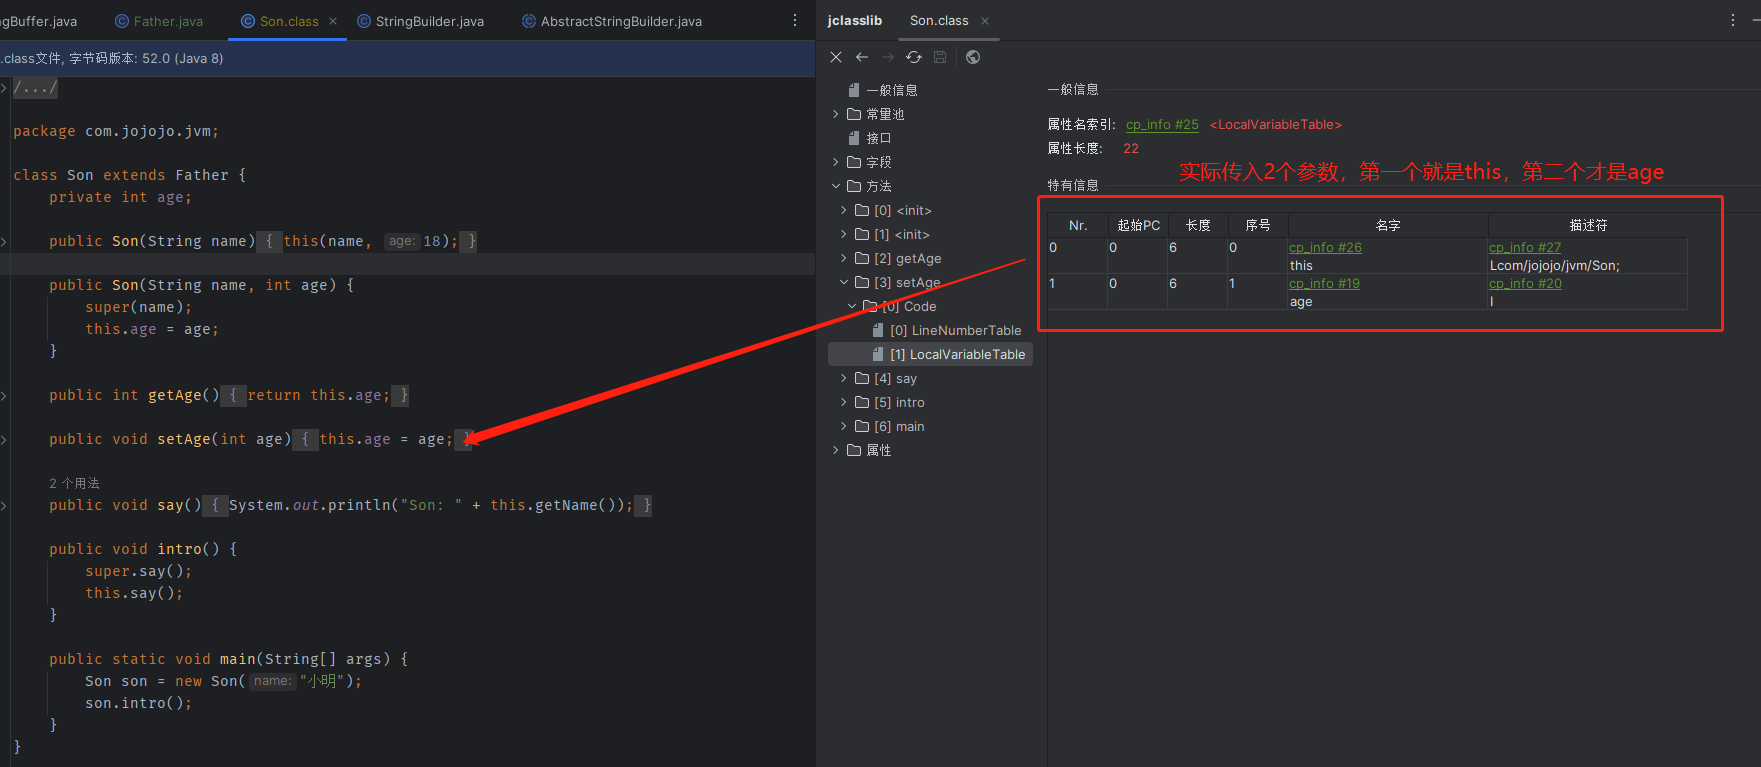 gBuffer.java
Father.java
Son.class
StringBuilder.java
AbstractStringBuilder.java
.class文件, 字节码版本: 52.0 (Java 8)
/.../
package com.jojojo.jvm;
class Son extends Father {
private int age;
public Son(String name) { this(name, age: 18); }
public Son(String name, int age) {
super(name);
this.age = age;
}
public int getAge() { return this.age; }
public void setAge(int age) { this.age = age; }
2 个用法
public void say() { System.out.println("Son: " + this.getName()); }
public void intro() {
super.say();
this.say();
}
public static void main(String[] args) {
Son son = new Son( name: "小明");
son.intro();
}
}
jclasslib
Son.class
一般信息
常量池
接口
字段
方法
[0] <init>
[1] <init>
[2] getAge
[3] setAge
[0] Code
[0] LineNumberTable
[1] LocalVariableTable
[4] say
[5] intro
[6] main
属性
一般信息
属性名索引: cp_info #25 <LocalVariableTable>
属性长度: 22
实际传入2个参数，第一个就是this，第二个才是age
特有信息
Nr. 起始PC 长度 序号 名字 描述符
0 0 6 0 cp_info #26 cp_info #27
this Lcom/jojojo/jvm/Son;
1 0 6 1 cp_info #19 cp_info #20
age I